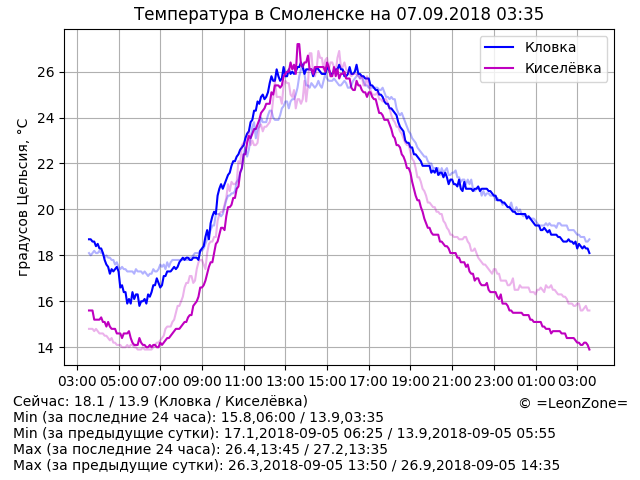 Температура в Смоленске на 07.09.2018 03:35
Кловка
Киселёвка
градусов Цельсия, °C
26
24
22
20
18
16
14
03:00 05:00 07:00 09:00 11:00 13:00 15:00 17:00 19:00 21:00 23:00 01:00 03:00
Сейчас: 18.1 / 13.9 (Кловка / Киселёвка)
© =LeonZone=
Min (за последние 24 часа): 15.8,06:00 / 13.9,03:35
Min (за предыдущие сутки): 17.1,2018-09-05 06:25 / 13.9,2018-09-05 05:55
Max (за последние 24 часа): 26.4,13:45 / 27.2,13:35
Max (за предыдущие сутки): 26.3,2018-09-05 13:50 / 26.9,2018-09-05 14:35